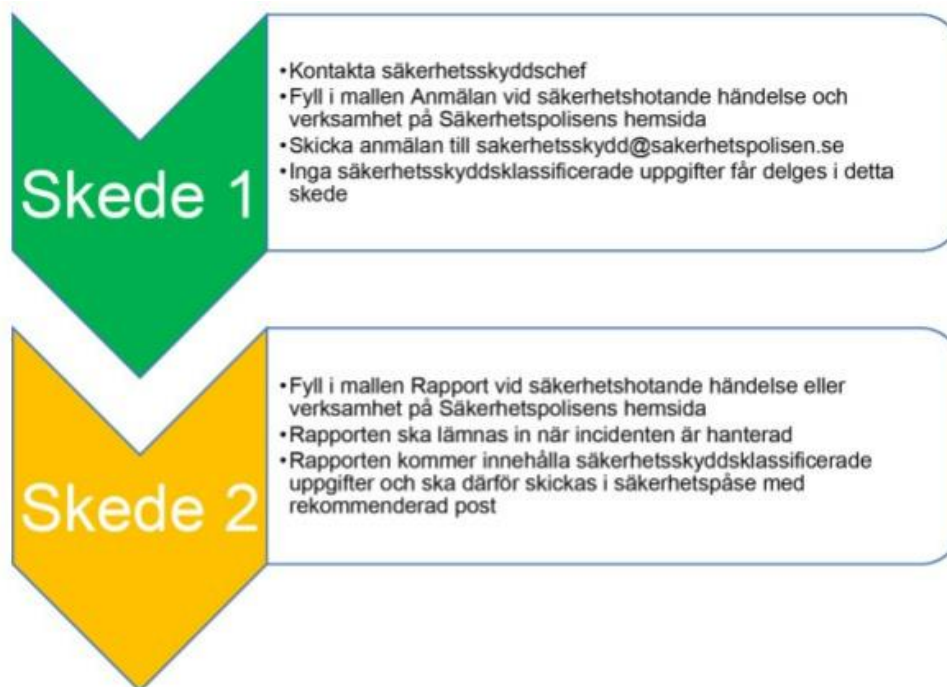 Skede 1
•Kontakta säkerhetsskyddschef
•Fyll i mallen Anmälan vid säkerhetshotande händelse och
verksamhet på Säkerhetspolisens hemsida
•Skicka anmälan till sakerhetsskydd@sakerhetspolisen.se
•Inga säkerhetsskyddsklassificerade uppgifter får delges i detta
skede
Skede 2
•Fyll i mallen Rapport vid säkerhetshotande händelse eller
verksamhet på Säkerhetspolisens hemsida
•Rapporten ska lämnas in när incidenten är hanterad
•Rapporten kommer innehålla säkerhetsskyddsklassificerade
uppgifter och ska därför skickas i säkerhetspåse med
rekommenderad post